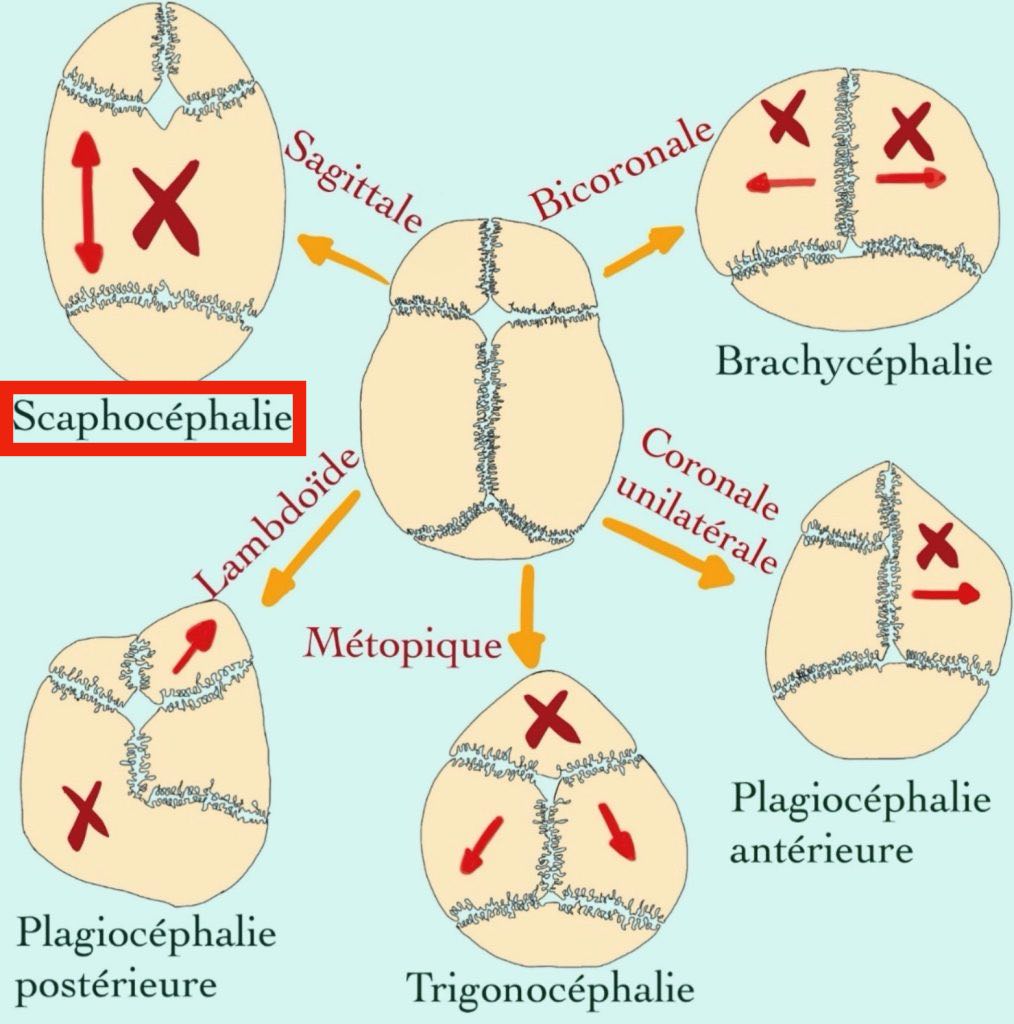 Sagittale
Bicoronale
Brachycéphalie
Scaphocéphalie
Coronale
unilatérale
Lambdoïde
Métopique
Plagiocéphalie
antérieure
Plagiocéphalie
postérieure
Trigonocéphalie